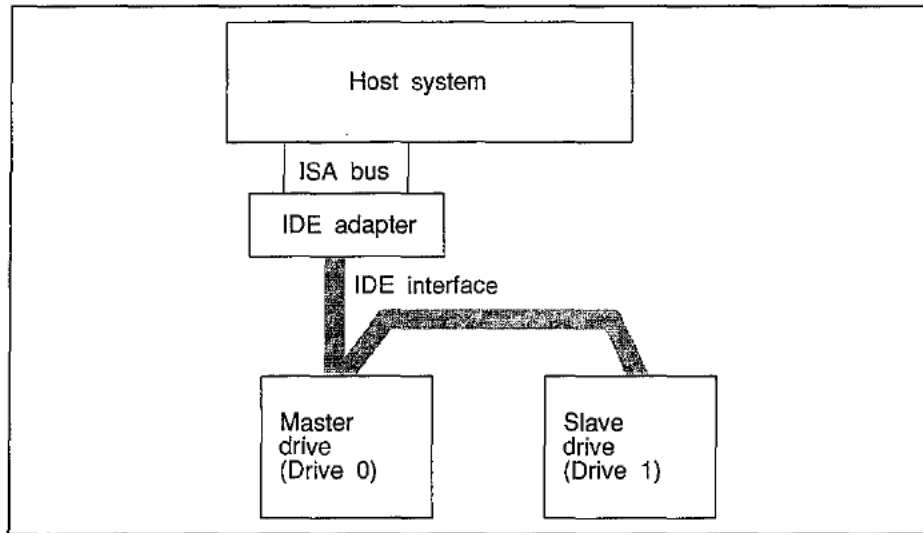 Host system
ISA bus
IDE adapter
IDE interface
Master
drive
(Drive 0)
Slave
drive
(Drive 1)